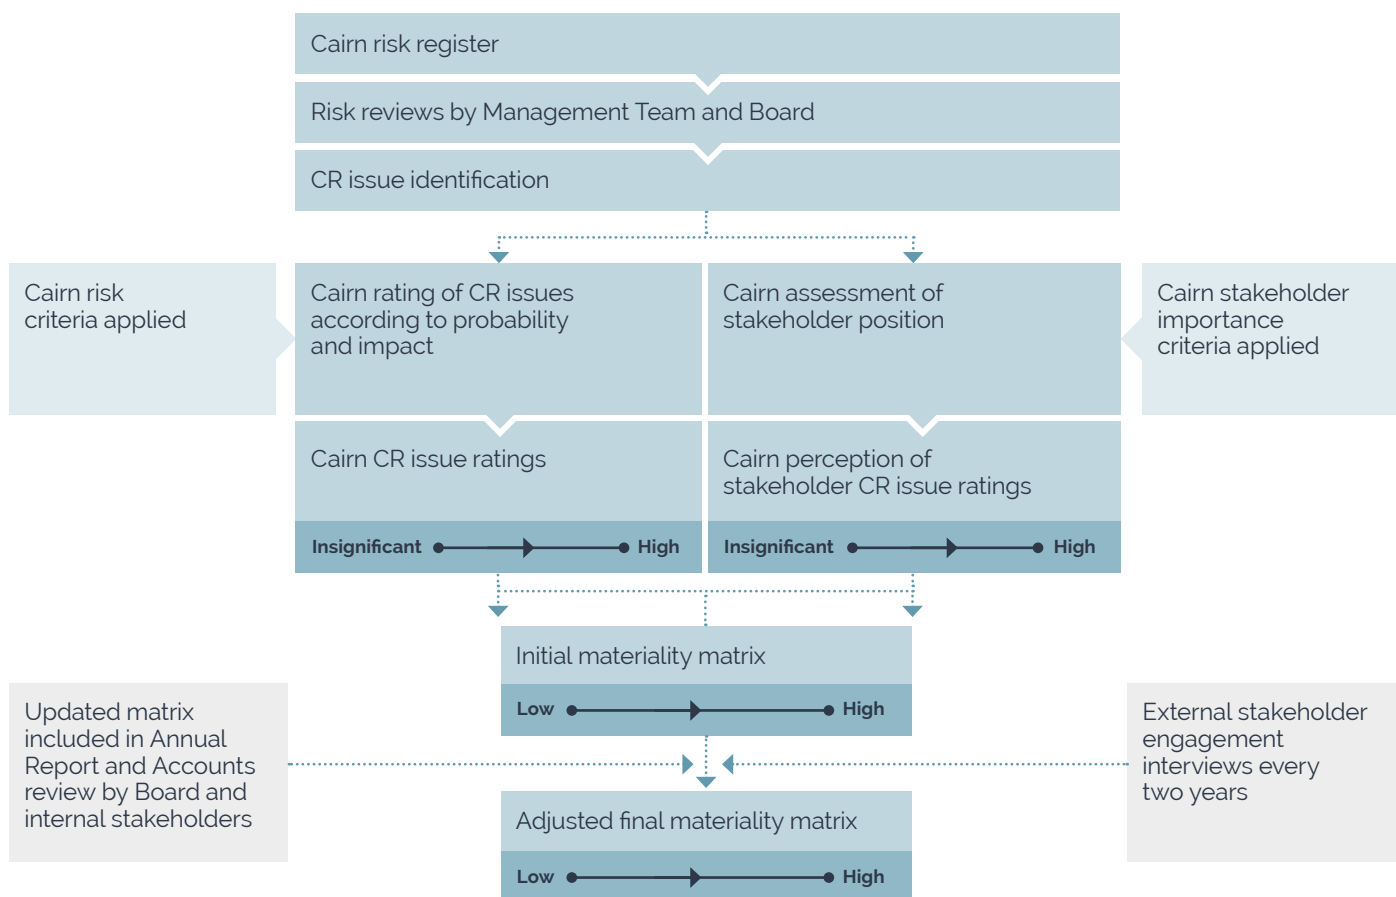 Cairn risk register
Risk reviews by Management Team and Board
CR issue identification
Cairn risk
criteria applied
Cairn rating of CR issues
according to probability
and impact
Cairn assessment of
stakeholder position
Cairn stakeholder
importance
criteria applied
Cairn CR issue ratings
Cairn perception of
stakeholder CR issue ratings
Insignificant High
Insignificant High
Initial materiality matrix
Low High
Updated matrix
included in Annual
Report and Accounts
review by Board and
internal stakeholders
External stakeholder
engagement
interviews every
two years
Adjusted final materiality matrix
Low High